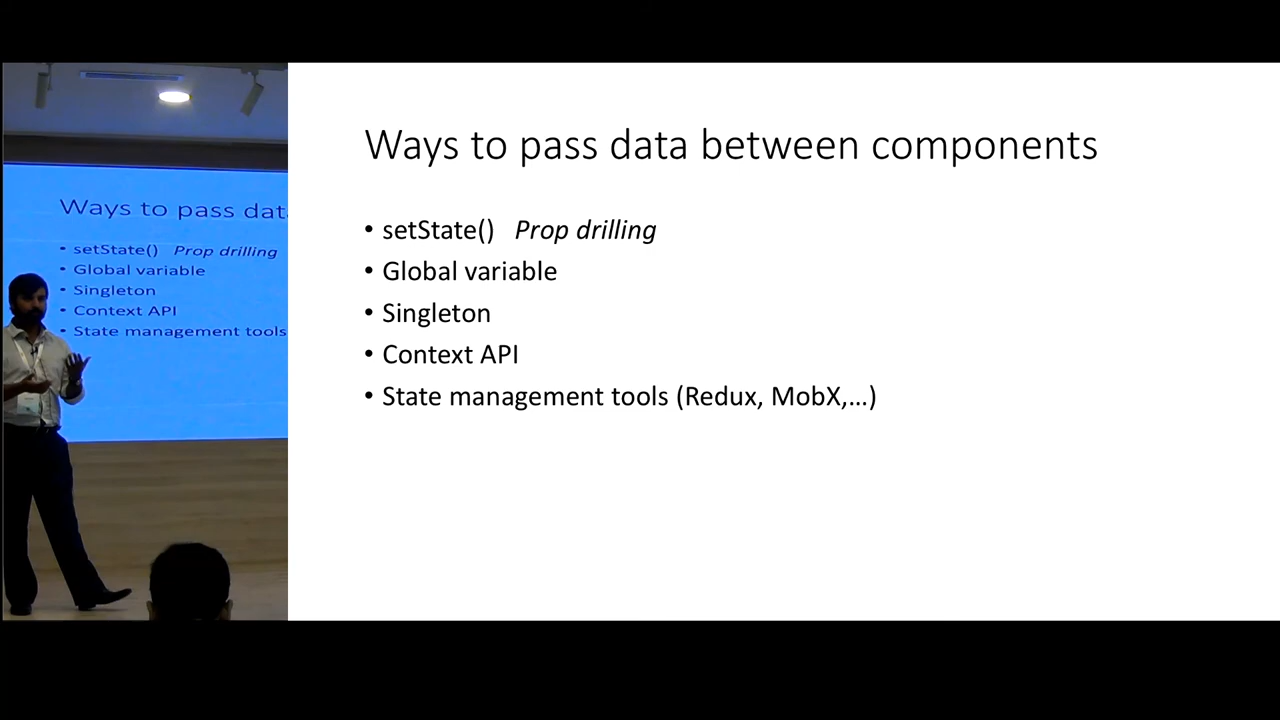 Ways to pass data between components
• setState() Prop drilling
• Global variable
• Singleton
• Context API
• State management tools (Redux, MobX,...)
Ways to pass dat
• setState() Prop drilling
• Global variable
• Singleton
• Context API
• State management tools